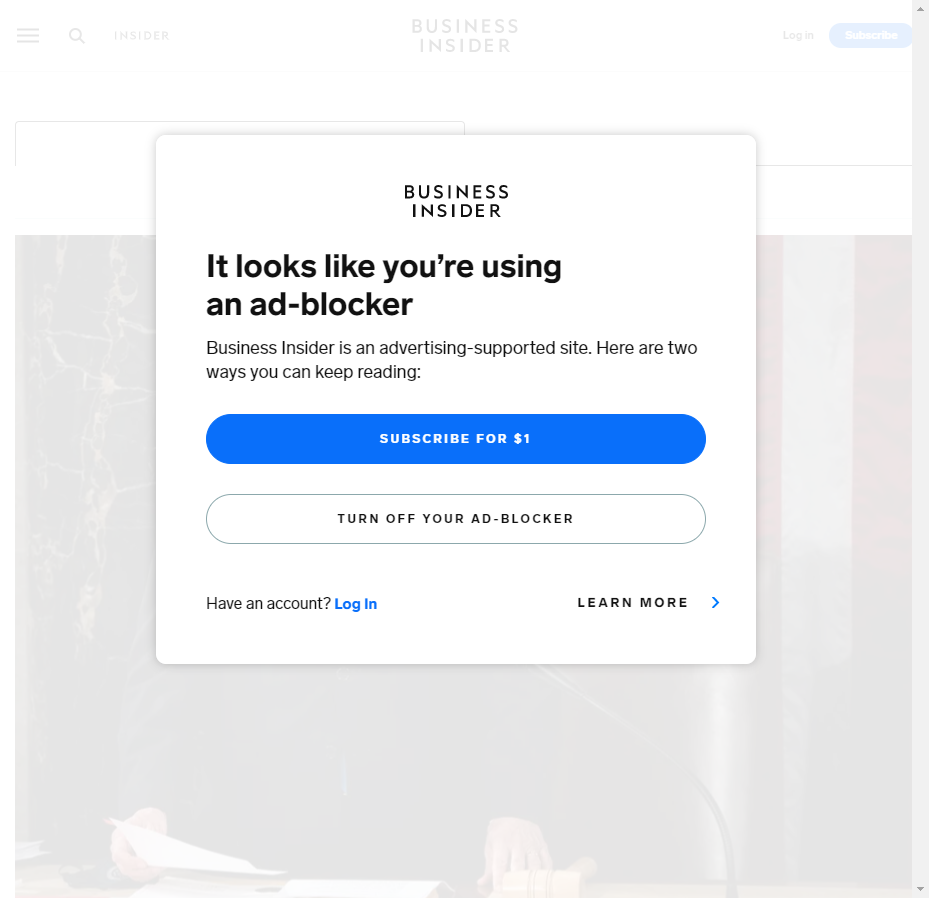 INSIDER
BUSINESS
INSIDER
Log in
Subscribe
BUSINESS
INSIDER
It looks like you’re using
an ad-blocker
Business Insider is an advertising-supported site. Here are two
ways you can keep reading:
SUBSCRIBE FOR $1
TURN OFF YOUR AD-BLOCKER
Have an account? Log In
LEARN MORE